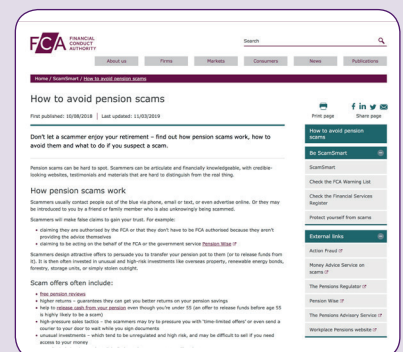 FCA FINANCIAL
CONDUCT
AUTHORITY
Search
About us
Firms
Markets
Consumers
News
Publications
Home / ScamSmart / How to avoid pension scams
How to avoid pension scams
First published: 10/08/2018 | Last updated: 11/03/2019
Print page
Share page
Don't let a scammer enjoy your retirement – find out how pension scams work, how to
avoid them and what to do if you suspect a scam.
Pension scams can be hard to spot. Scammers can be articulate and financially knowledgeable, with credible-
looking websites, testimonials and materials that are hard to distinguish from the real thing.
How pension scams work
Scammers usually contact people out of the blue via phone, email or text, or even advertise online. Or they may
be introduced to you by a friend or family member who is also unknowingly being scammed.
Scammers will make false claims to gain your trust. For example:
• claiming they are authorised by the FCA or that they don't have to be FCA authorised because they aren't
providing the advice themselves
• claiming to be acting on the behalf of the FCA or the government service Pension Wise
Scammers design attractive offers to persuade you to transfer your pension pot to them (or to release funds from
it). It is then often invested in unusual and high-risk investments like overseas property, renewable energy bonds,
forestry, storage units, or simply stolen outright.
Scam offers often include:
• free pension reviews
• higher returns – guarantees they can get you better returns on your pension savings
• help to release cash from your pension even though you're under 55 (an offer to release funds before age 55
is highly likely to be a scam)
• high-pressure sales tactics – the scammers may try to pressure you with 'time-limited offers' or even send a
courier to your door to wait while you sign documents
• unusual investments – which tend to be unregulated and high risk, and may be difficult to sell if you need
access to your money
How to avoid pension
scams
Be ScamSmart
ScamSmart
Check the FCA Warning List
Check the Financial Services
Register
Protect yourself from scams
External links
Action Fraud
Money Advice Service on
scams
The Pensions Regulator
Pension Wise
The Pensions Advisory Service
Workplace Pensions website